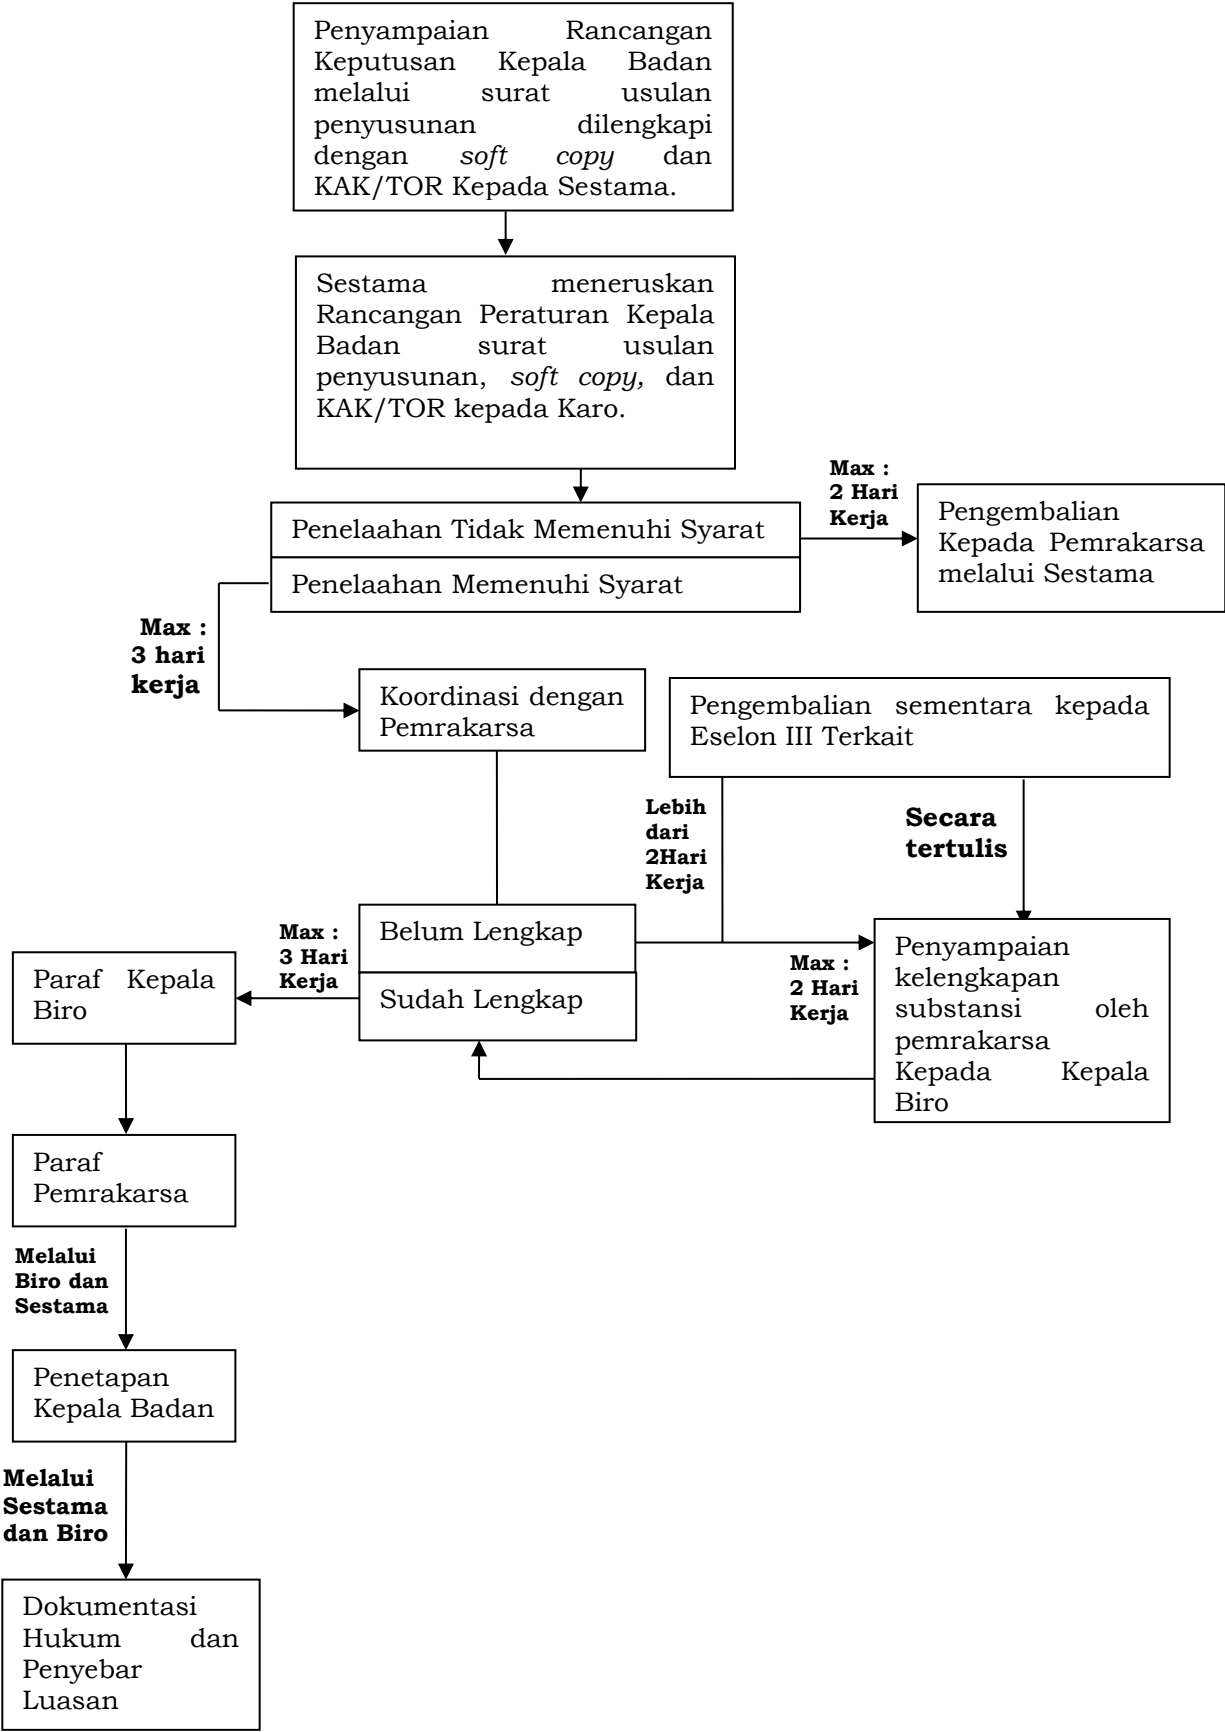 Penyampaian Rancangan
Keputusan Kepala Badan
melalui surat usulan
penyusunan dilengkapi
dengan soft copy dan
KAK/TOR Kepada Sestama.
Sestama meneruskan
Rancangan Peraturan Kepala
Badan surat usulan
penyusunan, soft copy, dan
KAK/TOR kepada Karo.
Penelaahan Tidak Memenuhi Syarat
Penelaahan Memenuhi Syarat
Max :
2 Hari
Kerja
Pengembalian
Kepada Pemrakarsa
melalui Sestama
Max :
3 hari
kerja
Koordinasi dengan
Pemrakarsa
Pengembalian sementara kepada
Eselon III Terkait
Lebih
dari
2Hari
Kerja
Secara
tertulis
Belum Lengkap
Sudah Lengkap
Max :
3 Hari
Kerja
Max :
2 Hari
Kerja
Penyampaian
kelengkapan
substansi oleh
pemrakarsa
Kepada Kepala
Biro
Paraf Kepala
Biro
Paraf
Pemrakarsa
Melalui
Biro dan
Sestama
Penetapan
Kepala Badan
Melalui
Sestama
dan Biro
Dokumentasi
Hukum dan
Penyebar
Luasan